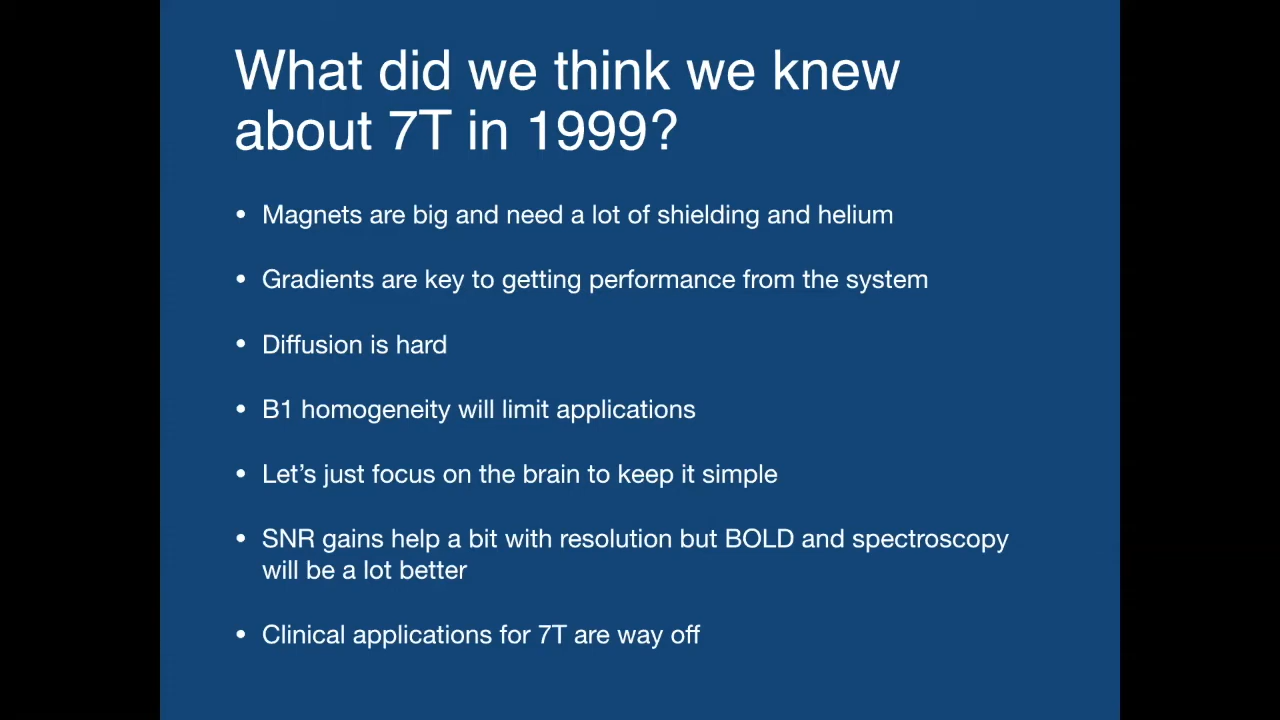 What did we think we knew
about 7T in 1999?
• Magnets are big and need a lot of shielding and helium
• Gradients are key to getting performance from the system
• Diffusion is hard
• B1 homogeneity will limit applications
• Let’s just focus on the brain to keep it simple
• SNR gains help a bit with resolution but BOLD and spectroscopy
will be a lot better
• Clinical applications for 7T are way off